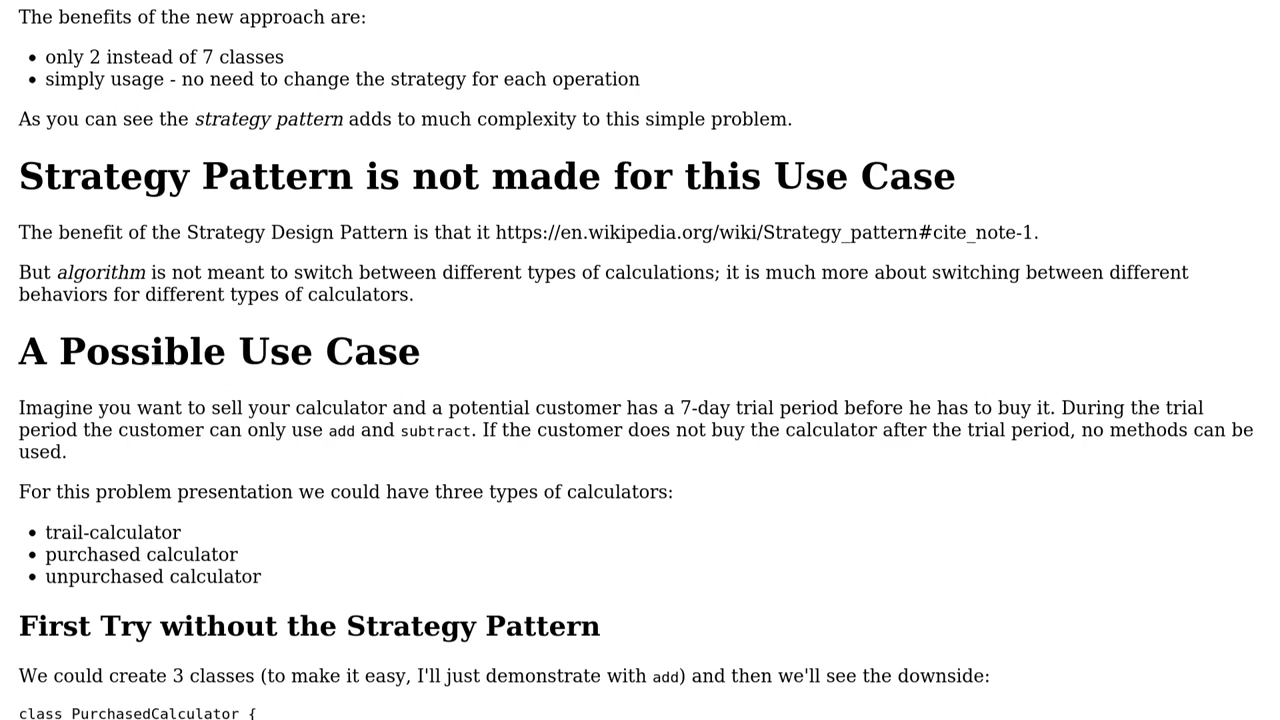 The benefits of the new approach are:
• only 2 instead of 7 classes
• simply usage - no need to change the strategy for each operation
As you can see the strategy pattern adds to much complexity to this simple problem.
Strategy Pattern is not made for this Use Case
The benefit of the Strategy Design Pattern is that it https://en.wikipedia.org/wiki/Strategy_pattern#cite_note-1.
But algorithm is not meant to switch between different types of calculations; it is much more about switching between different
behaviors for different types of calculators.
A Possible Use Case
Imagine you want to sell your calculator and a potential customer has a 7-day trial period before he has to buy it. During the trial
period the customer can only use add and subtract. If the customer does not buy the calculator after the trial period, no methods can be
used.
For this problem presentation we could have three types of calculators:
• trail-calculator
• purchased calculator
• unpurchased calculator
First Try without the Strategy Pattern
We could create 3 classes (to make it easy, I'll just demonstrate with add) and then we'll see the downside:
class PurchasedCalculator {